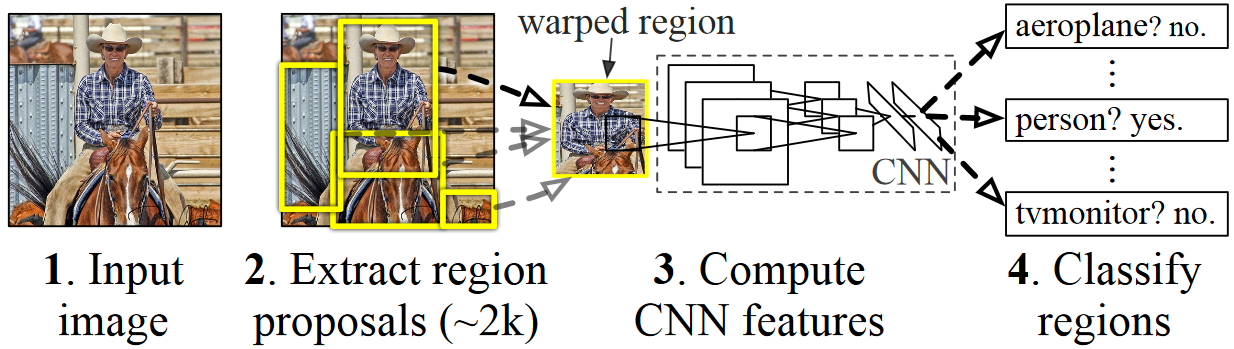 warped region
aeroplane? no.
⋮
person? yes.
CNN
⋮
tvmonitor? no.
1. Input image
2. Extract region proposals (~2k)
3. Compute CNN features
4. Classify regions